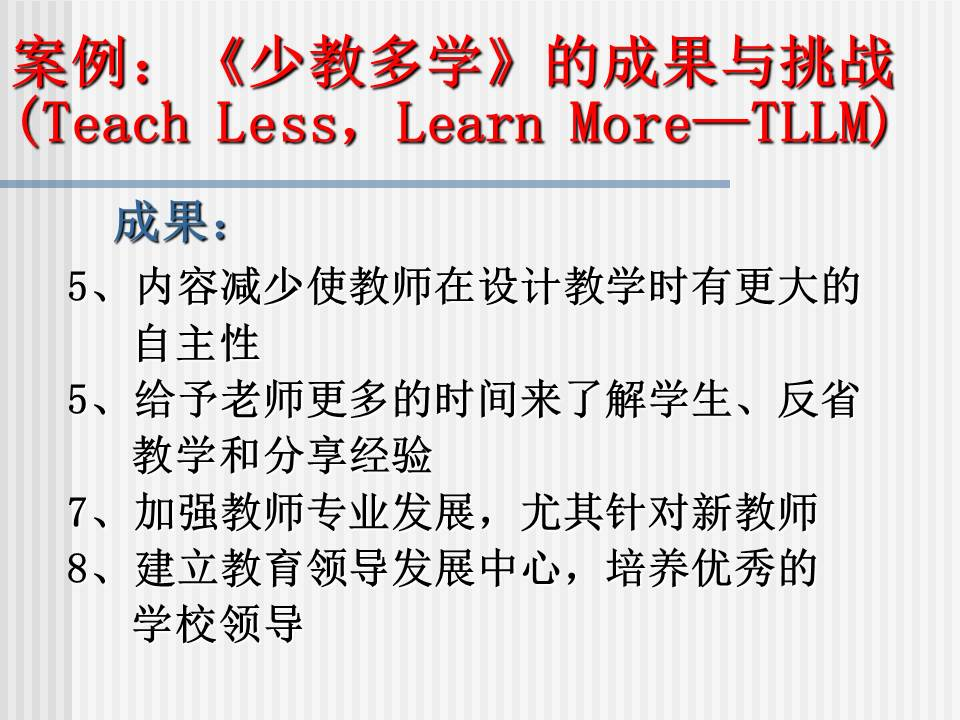 案例：《少教多学》的成果与挑战
(Teach Less，Learn More—TLLM)
成果：
5、内容减少使教师在设计教学时有更大的
自主性
5、给予老师更多的时间来了解学生、反省
教学和分享经验
7、加强教师专业发展，尤其针对新教师
8、建立教育领导发展中心，培养优秀的
学校领导